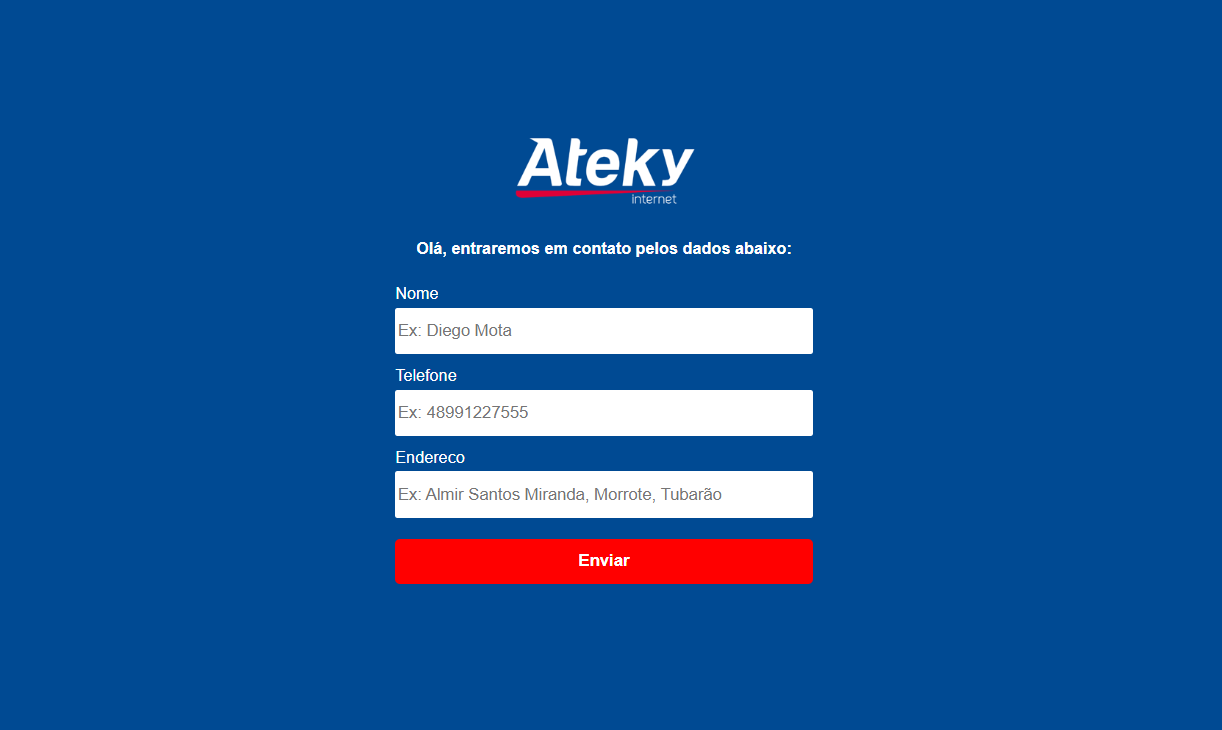 Ateky
internet
Olá, entraremos em contato pelos dados abaixo:
Nome
Ex: Diego Mota
Telefone
Ex: 48991227555
Endereco
Ex: Almir Santos Miranda, Morrote, Tubarão
Enviar